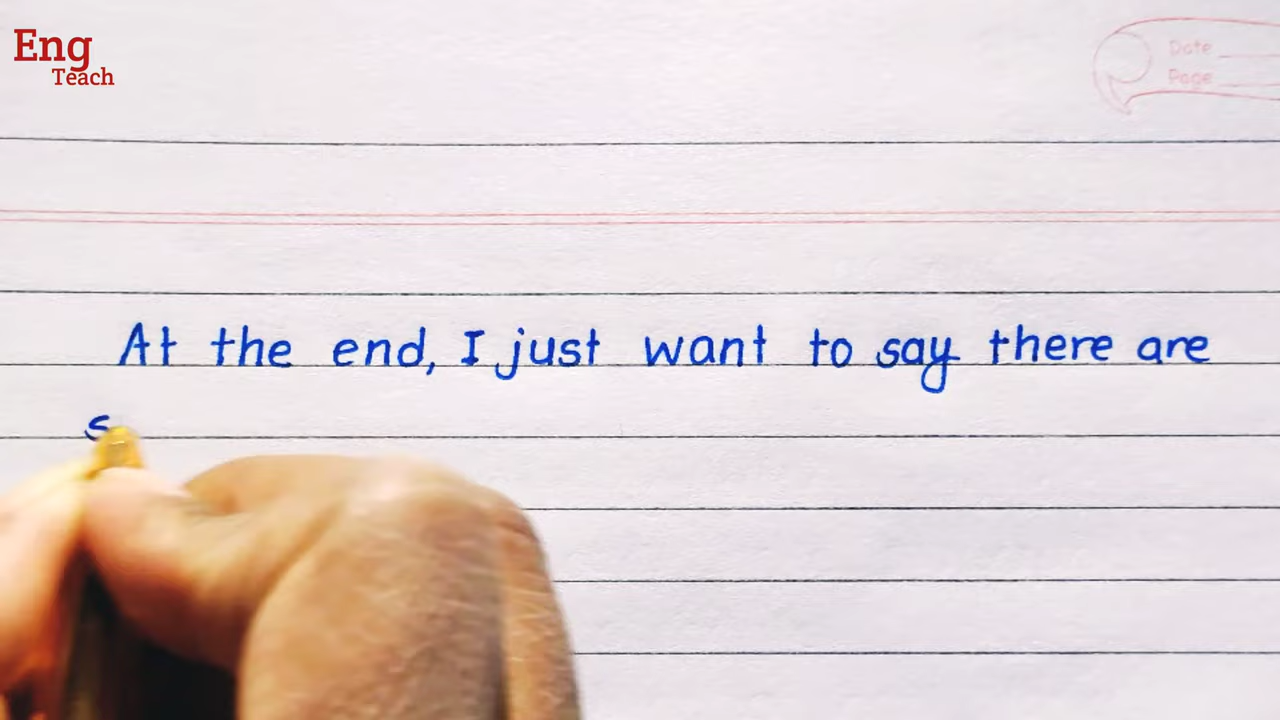 Eng
Teach
Date
Page
At the end, I just want to say there are
s